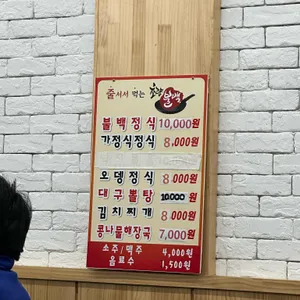 줄서서 먹는 불백
불백정식 10,000원
가정식정식 8,000원
오뎅정식 8,000원
대구뽈탕 10000원
김치찌개 8,000원
콩나물해장국 7,000원
소주/맥주 4,000원
음료수 1,500원